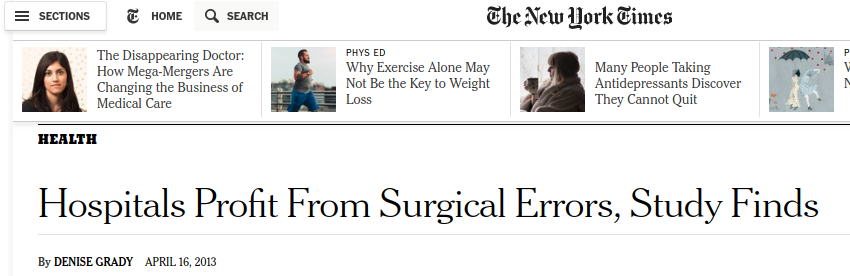 SECTIONS HOME SEARCH The New York Times
The Disappearing Doctor:
How Mega-Mergers Are
Changing the Business of
Medical Care
PHYS ED
Why Exercise Alone May
Not Be the Key to Weight
Loss
Many People Taking
Antidepressants Discover
They Cannot Quit
HEALTH
Hospitals Profit From Surgical Errors, Study Finds
By DENISE GRADY APRIL 16, 2013